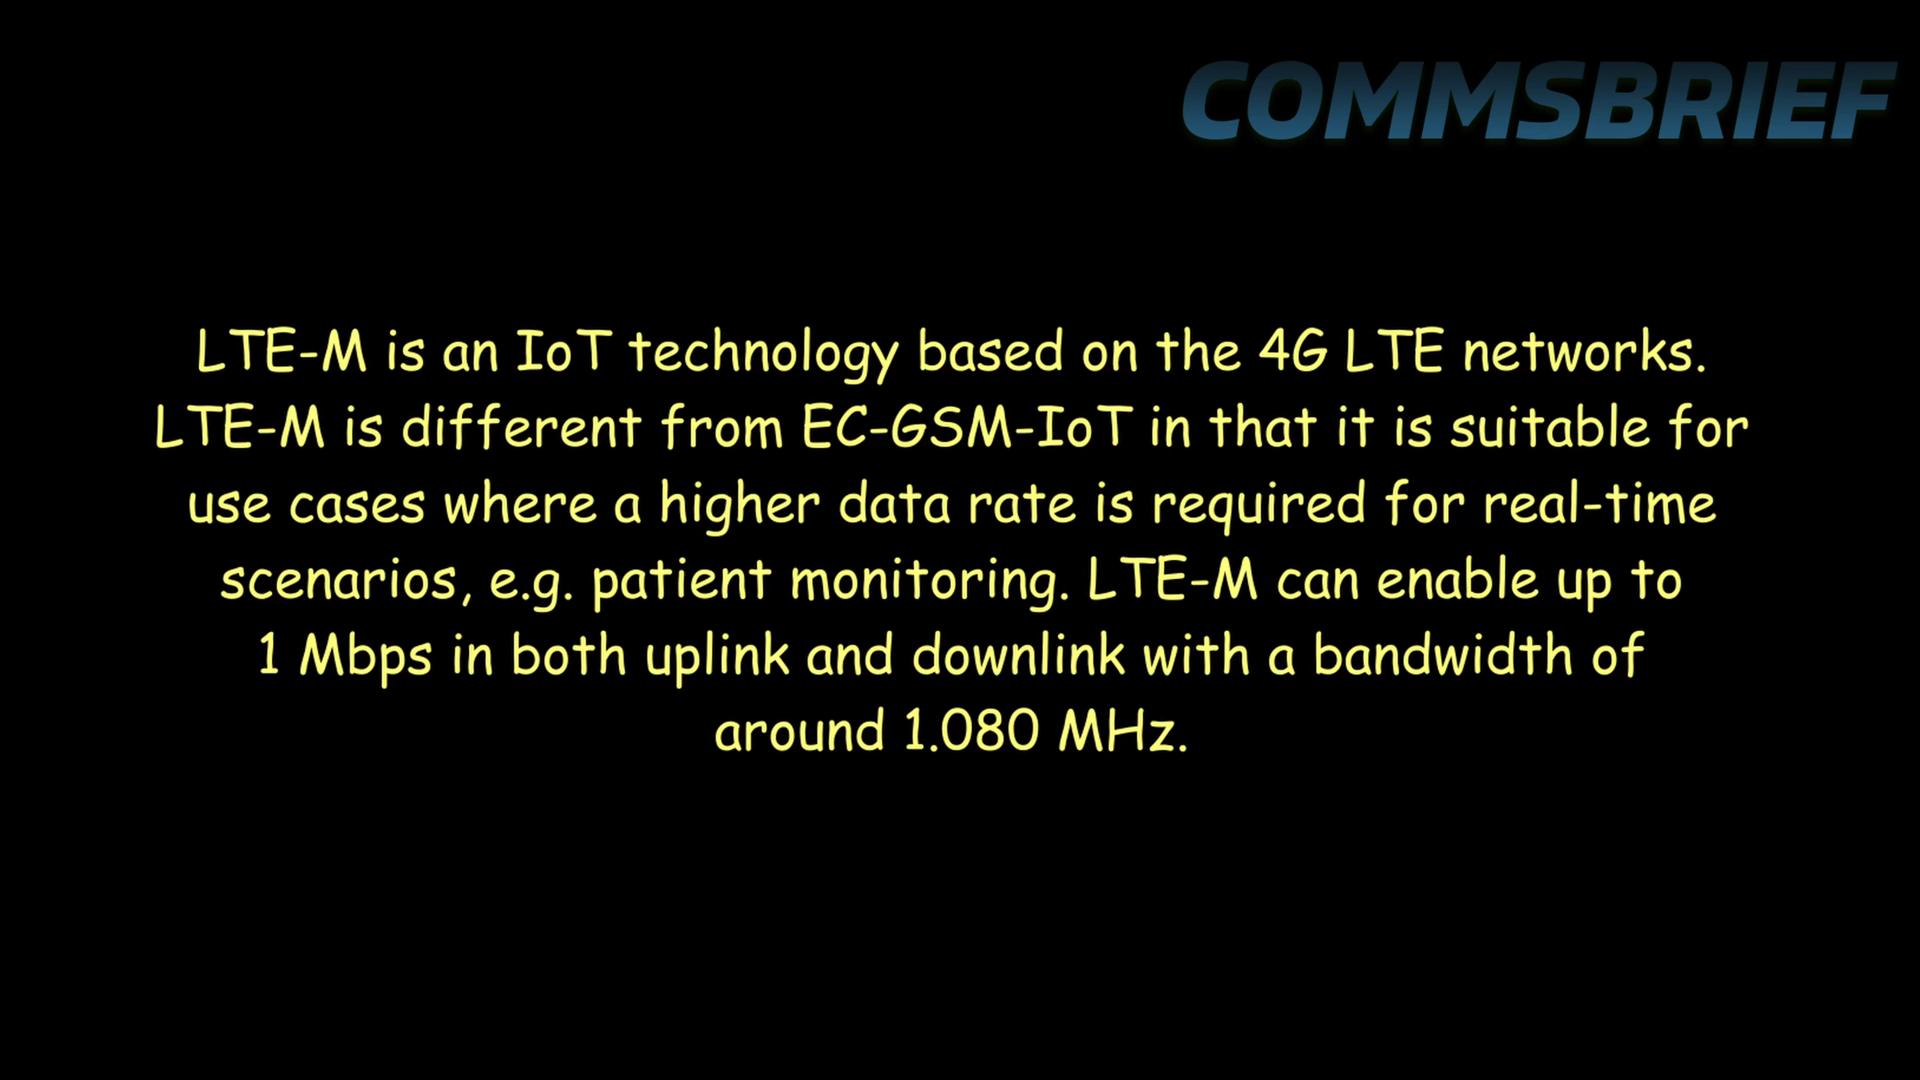 COMMSBRIEF
LTE-M is an IoT technology based on the 4G LTE networks.
LTE-M is different from EC-GSM-IoT in that it is suitable for
use cases where a higher data rate is required for real-time
scenarios, e.g. patient monitoring. LTE-M can enable up to
1 Mbps in both uplink and downlink with a bandwidth of
around 1.080 MHz.